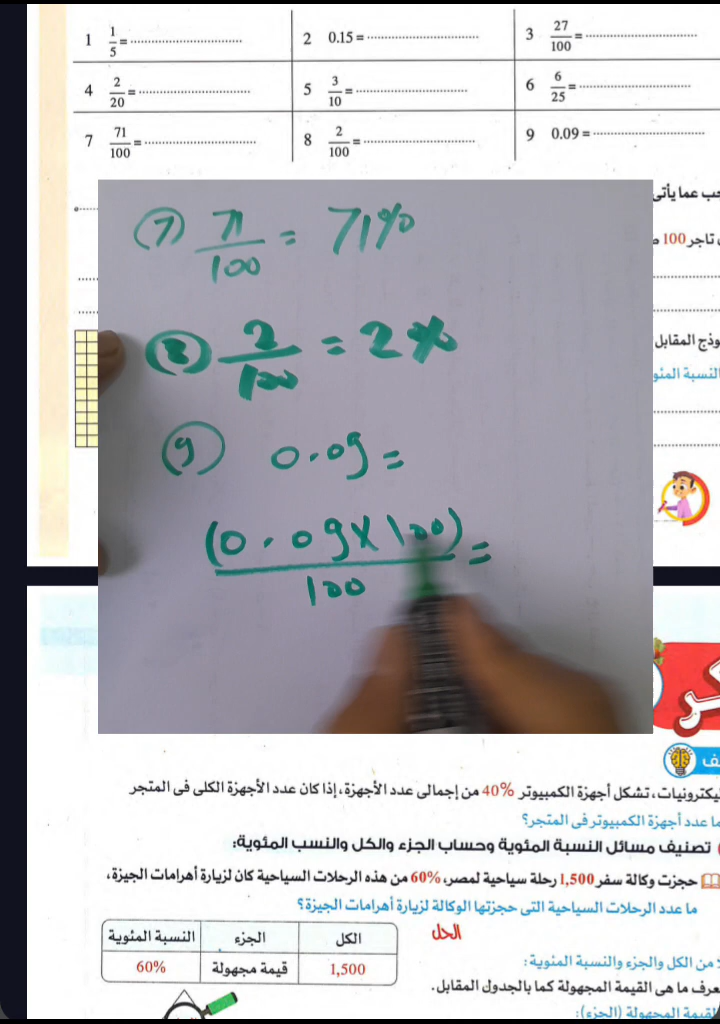 1 1/5 = ........ 2 0.15 = ........ 3 27/100 = ........
4 2/20 = ........ 5 3/10 = ........ 6 6/25 = ........
7 71/100 = ........ 8 2/100 = ........ 9 0.09 = ........
عما يأتى
تاجر 100
(7) 71/100 = 71%
(8) 2/100 = 2%
المقابل
(9) 0.09 =
(0.09 × 100)/100 =
تشكل أجهزة الكمبيوتر 40% من إجمالى عدد الأجهزة، إذا كان عدد الأجهزة الكلى فى المتجر
ما عدد أجهزة الكمبيوتر فى المتجر؟
تصنيف مسائل النسبة المئوية وحساب الجزء والكل والنسب المئوية:
حجزت وكالة سفر 1,500 رحلة سياحية لمصر، 60% من هذه الرحلات السياحية كان لزيارة أهرامات الجيزة،
ما عدد الرحلات السياحية التى حجزتها الوكالة لزيارة أهرامات الجيزة؟
الحل
الكل الجزء النسبة المئوية
1,500 قيمة مجهولة 60%
من الكل والجزء والنسبة المئوية:
ما هى القيمة المجهولة كما بالجدول المقابل.
القيمة المجهولة (الجزء):